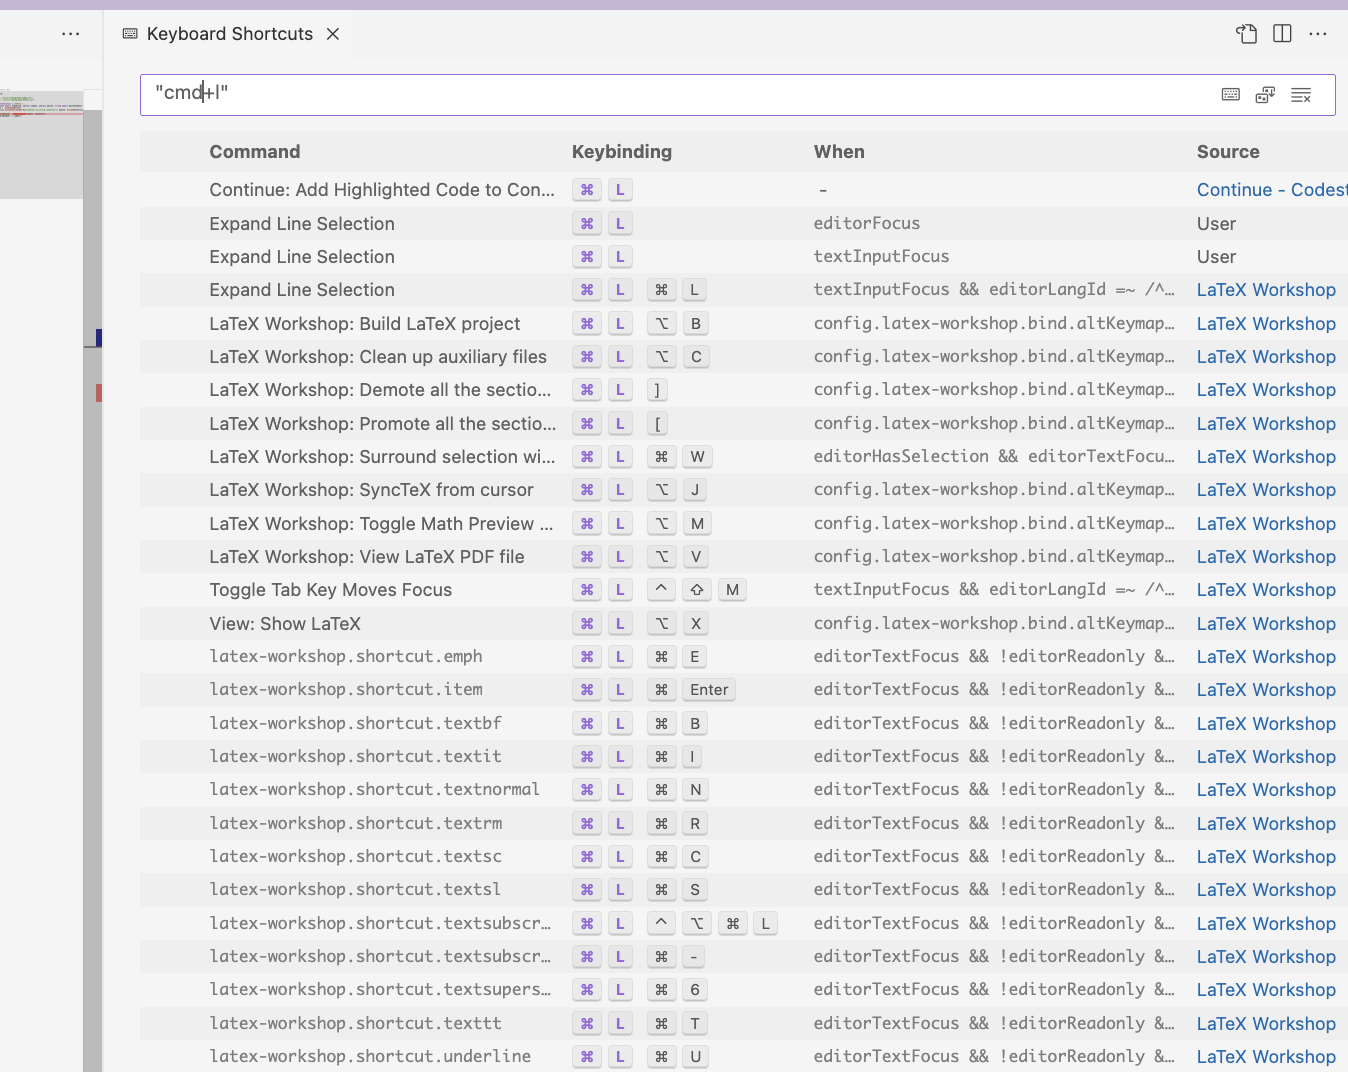 Keyboard Shortcuts
"cmd+l"
Command Keybinding When Source
Continue: Add Highlighted Code to Con... ⌘ L - Continue - Codest
Expand Line Selection ⌘ L editorFocus User
Expand Line Selection ⌘ L textInputFocus User
Expand Line Selection ⌘ L ⌘ L textInputFocus && editorLangId =~ /^... LaTeX Workshop
LaTeX Workshop: Build LaTeX project ⌘ L ⌥ B config.latex-workshop.bind.altKeymap... LaTeX Workshop
LaTeX Workshop: Clean up auxiliary files ⌘ L ⌥ C config.latex-workshop.bind.altKeymap... LaTeX Workshop
LaTeX Workshop: Demote all the sectio... ⌘ L ] config.latex-workshop.bind.altKeymap... LaTeX Workshop
LaTeX Workshop: Promote all the sectio... ⌘ L [ config.latex-workshop.bind.altKeymap... LaTeX Workshop
LaTeX Workshop: Surround selection wi... ⌘ L ⌘ W editorHasSelection && editorTextFocu... LaTeX Workshop
LaTeX Workshop: SyncTeX from cursor ⌘ L ⌥ J config.latex-workshop.bind.altKeymap... LaTeX Workshop
LaTeX Workshop: Toggle Math Preview ... ⌘ L ⌥ M config.latex-workshop.bind.altKeymap... LaTeX Workshop
LaTeX Workshop: View LaTeX PDF file ⌘ L ⌥ V config.latex-workshop.bind.altKeymap... LaTeX Workshop
Toggle Tab Key Moves Focus ⌘ L ^ ⇧ M textInputFocus && editorLangId =~ /^... LaTeX Workshop
View: Show LaTeX ⌘ L ⌥ X config.latex-workshop.bind.altKeymap... LaTeX Workshop
latex-workshop.shortcut.emph ⌘ L ⌘ E editorTextFocus && !editorReadonly &... LaTeX Workshop
latex-workshop.shortcut.item ⌘ L ⌘ Enter editorTextFocus && !editorReadonly &... LaTeX Workshop
latex-workshop.shortcut.textbf ⌘ L ⌘ B editorTextFocus && !editorReadonly &... LaTeX Workshop
latex-workshop.shortcut.textit ⌘ L ⌘ I editorTextFocus && !editorReadonly &... LaTeX Workshop
latex-workshop.shortcut.textnormal ⌘ L ⌘ N editorTextFocus && !editorReadonly &... LaTeX Workshop
latex-workshop.shortcut.textrm ⌘ L ⌘ R editorTextFocus && !editorReadonly &... LaTeX Workshop
latex-workshop.shortcut.textsc ⌘ L ⌘ C editorTextFocus && !editorReadonly &... LaTeX Workshop
latex-workshop.shortcut.textsl ⌘ L ⌘ S editorTextFocus && !editorReadonly &... LaTeX Workshop
latex-workshop.shortcut.textsubscr... ⌘ L ^ ⌥ ⌘ L editorTextFocus && !editorReadonly &... LaTeX Workshop
latex-workshop.shortcut.textsubscr... ⌘ L ⌘ - editorTextFocus && !editorReadonly &... LaTeX Workshop
latex-workshop.shortcut.textsupers... ⌘ L ⌘ 6 editorTextFocus && !editorReadonly &... LaTeX Workshop
latex-workshop.shortcut.texttt ⌘ L ⌘ T editorTextFocus && !editorReadonly &... LaTeX Workshop
latex-workshop.shortcut.underline ⌘ L ⌘ U editorTextFocus && !editorReadonly &... LaTeX Workshop